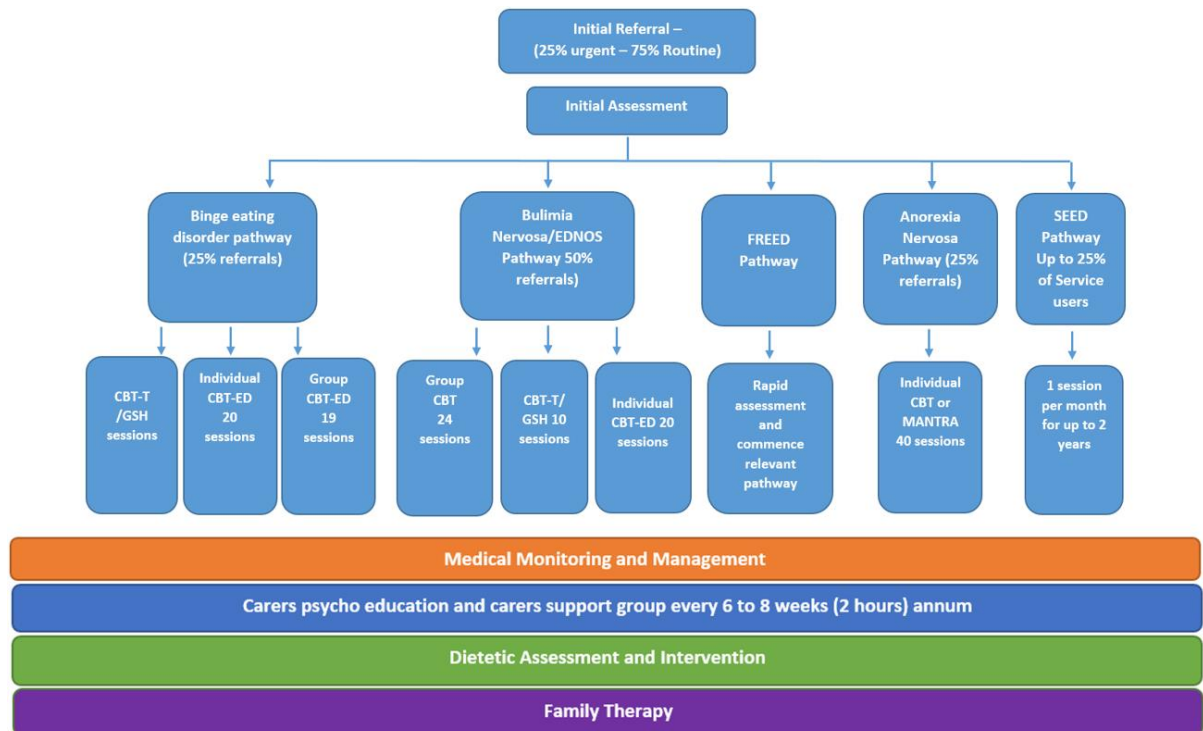 Initial Referral –
(25% urgent – 75% Routine)
Initial Assessment
Binge eating
disorder pathway
(25% referrals)
Bulimia
Nervosa/EDNOS
Pathway 50%
referrals)
FREED
Pathway
Anorexia
Nervosa
Pathway (25%
referrals)
SEED
Pathway
Up to 25%
of Service
users
CBT-T
/GSH
sessions
Individual
CBT-ED
20
sessions
Group
CBT-ED
19
sessions
Group
CBT
24
sessions
CBT-T/
GSH 10
sessions
Individual
CBT-ED 20
sessions
Rapid
assessment
and
commence
relevant
pathway
Individual
CBT or
MANTRA
40 sessions
1 session
per month
for up to 2
years
Medical Monitoring and Management
Carers psycho education and carers support group every 6 to 8 weeks (2 hours) annum
Dietetic Assessment and Intervention
Family Therapy